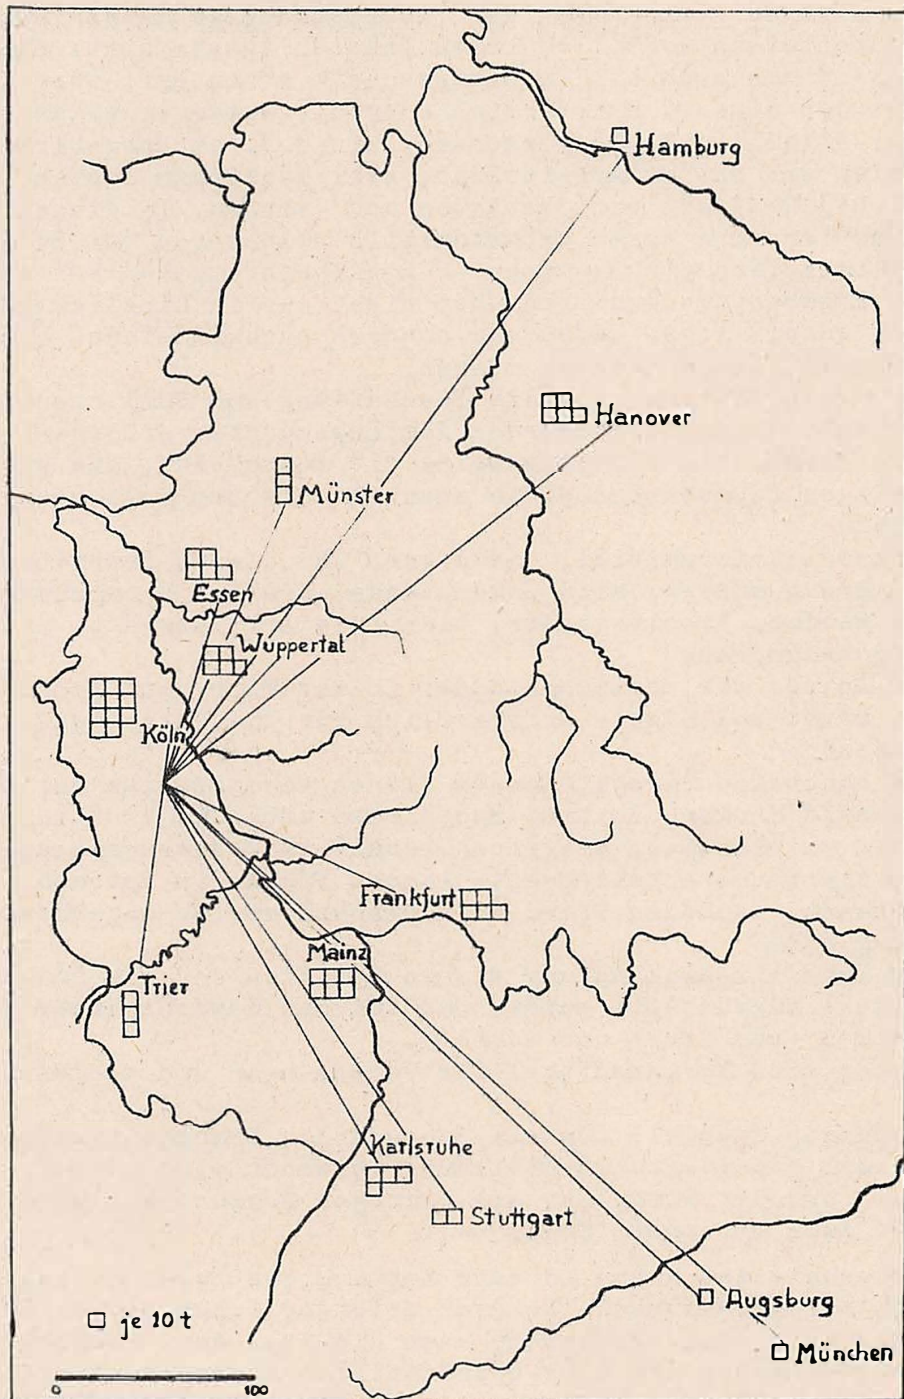 Hamburg
Hanover
Münster
Essen
Wuppertal
Köln
Frankfurt
Mainz
Trier
Karlsruhe
Stuttgart
Augsburg
München
je 10 t
0 100